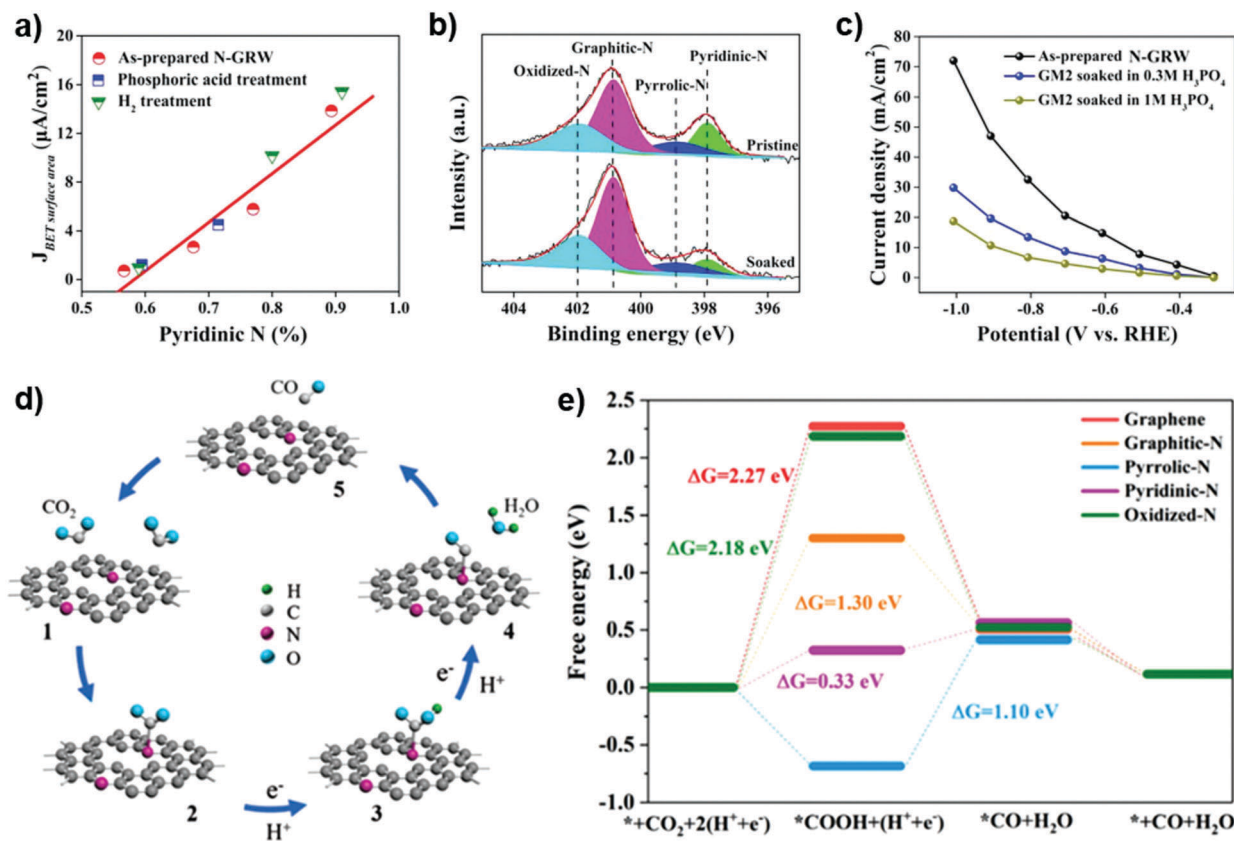 a)
As-prepared N-GRW
Phosphoric acid treatment
H₂ treatment
J BET surface area (μA/cm²)
20
16
12
8
4
0
0.5 0.6 0.7 0.8 0.9 1.0
Pyridinic N (%)
b)
Graphitic-N
Oxidized-N
Pyridinic-N
Pyrrolic-N
Pristine
Soaked
Intensity (a.u.)
404 402 400 398 396
Binding energy (eV)
c)
As-prepared N-GRW
GM2 soaked in 0.3M H₃PO₄
GM2 soaked in 1M H₃PO₄
Current density (mA/cm²)
90
80
70
60
50
40
30
20
10
0
-1.0 -0.8 -0.6 -0.4
Potential (V vs. RHE)
d)
CO
5
CO₂
H₂O
1
H
C
N
O
4
e⁻
H⁺
2
e⁻
H⁺
3
e)
Free energy (eV)
2.5
2.0
1.5
1.0
0.5
0.0
-0.5
-1.0
Graphene
Graphitic-N
Pyrrolic-N
Pyridinic-N
Oxidized-N
ΔG=2.27 eV
ΔG=2.18 eV
ΔG=1.30 eV
ΔG=0.33 eV
ΔG=1.10 eV
*+CO₂+2(H⁺+e⁻) *COOH+(H⁺+e⁻) *CO+H₂O *+CO+H₂O